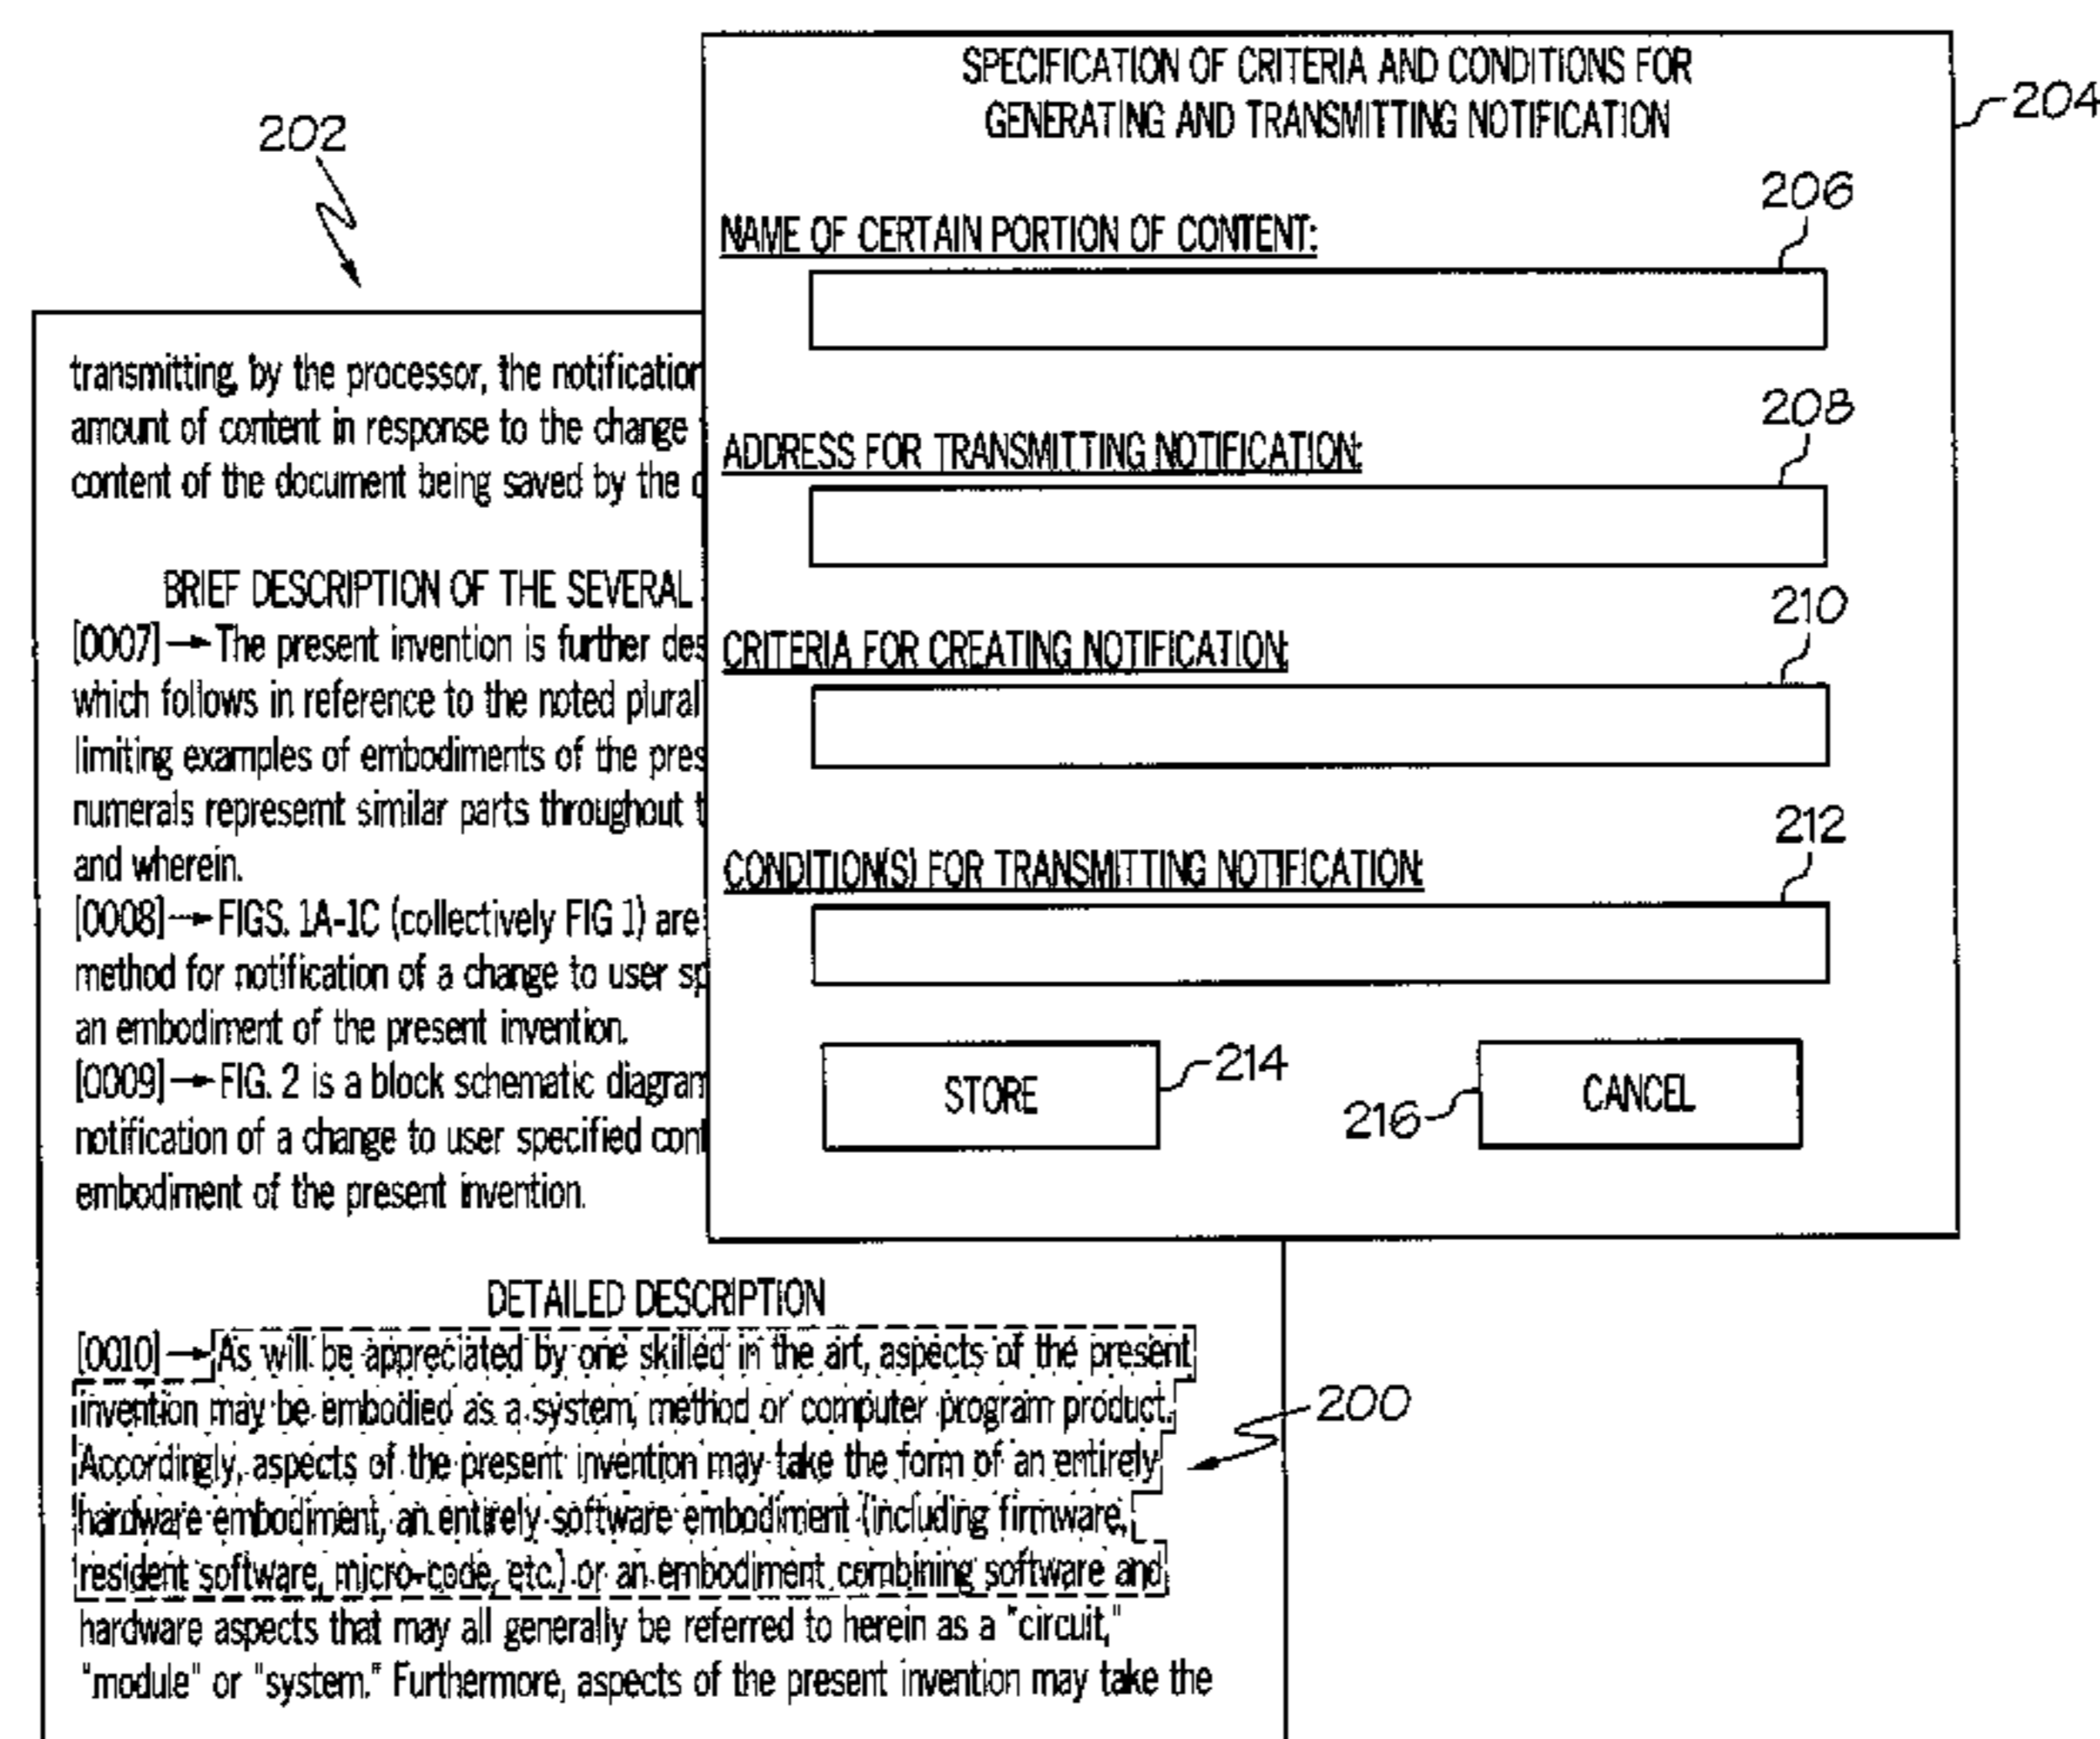 SPECIFICATION OF CRITERIA AND CONDITIONS FOR
GENERATING AND TRANSMITTING NOTIFICATION
204
202
206
NAME OF CERTAIN PORTION OF CONTENT:
208
ADDRESS FOR TRANSMITTING NOTIFICATION:
210
CRITERIA FOR CREATING NOTIFICATION:
212
CONDITION(S) FOR TRANSMITTING NOTIFICATION:
STORE
214
216
CANCEL
transmitting, by the processor, the notification
amount of content in response to the change
content of the document being saved by the
BRIEF DESCRIPTION OF THE SEVERAL
[0007]→The present invention is further des
which follows in reference to the noted plural
limiting examples of embodiments of the pres
numerals represemt similar parts throughout t
and wherein.
[0008]→FIGS. 1A-1C (collectively FIG 1) are
method for notification of a change to user sp
an embodiment of the present invention.
[0009]→FIG. 2 is a block schematic diagram
notification of a change to user specified cont
embodiment of the present invention.
DETAILED DESCRIPTION
[0010]→As will be appreciated by one skilled in the art, aspects of the present
invention may be embodied as a system, method or computer program product.
Accordingly, aspects of the present invention may take the form of an entirely
hardware embodiment, an entirely software embodiment (including firmware,
resident software, micro-code, etc.) or an embodiment combining software and
hardware aspects that may all generally be referred to herein as a "circuit,"
"module" or "system." Furthermore, aspects of the present invention may take the
200